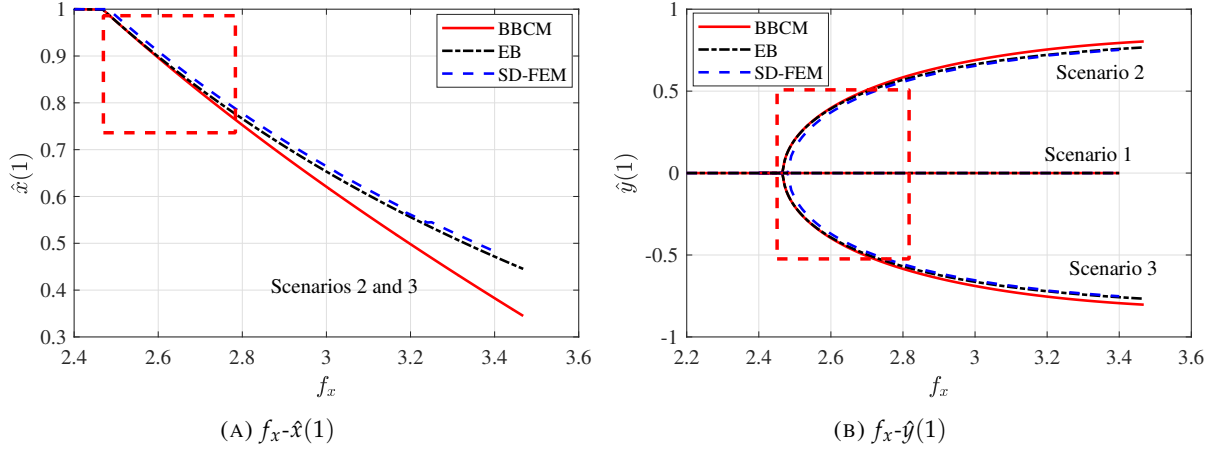 1
0.9
0.8
0.7
0.6
0.5
0.4
0.3
x̂(1)
BBCM
EB
SD-FEM
Scenarios 2 and 3
2.4 2.6 2.8 3 3.2 3.4 3.6
f_x
(A) f_x-x̂(1)
1
0.5
0
-0.5
-1
ŷ(1)
BBCM
EB
SD-FEM
Scenario 2
Scenario 1
Scenario 3
2.2 2.4 2.6 2.8 3 3.2 3.4 3.6
f_x
(B) f_x-ŷ(1)